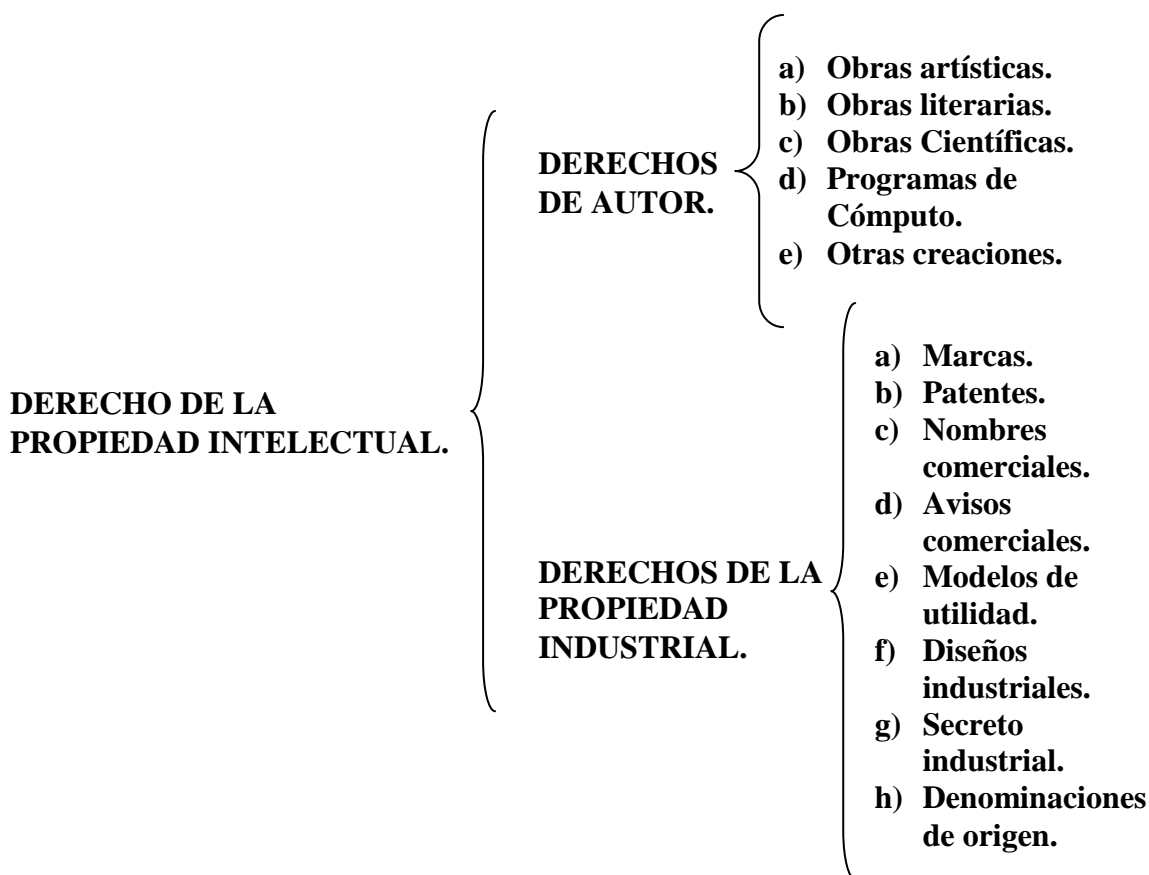 DERECHO DE LA
PROPIEDAD INTELECTUAL.
DERECHOS
DE AUTOR.
a) Obras artísticas.
b) Obras literarias.
c) Obras Científicas.
d) Programas de
Cómputo.
e) Otras creaciones.
DERECHOS DE LA
PROPIEDAD
INDUSTRIAL.
a) Marcas.
b) Patentes.
c) Nombres
comerciales.
d) Avisos
comerciales.
e) Modelos de
utilidad.
f) Diseños
industriales.
g) Secreto
industrial.
h) Denominaciones
de origen.